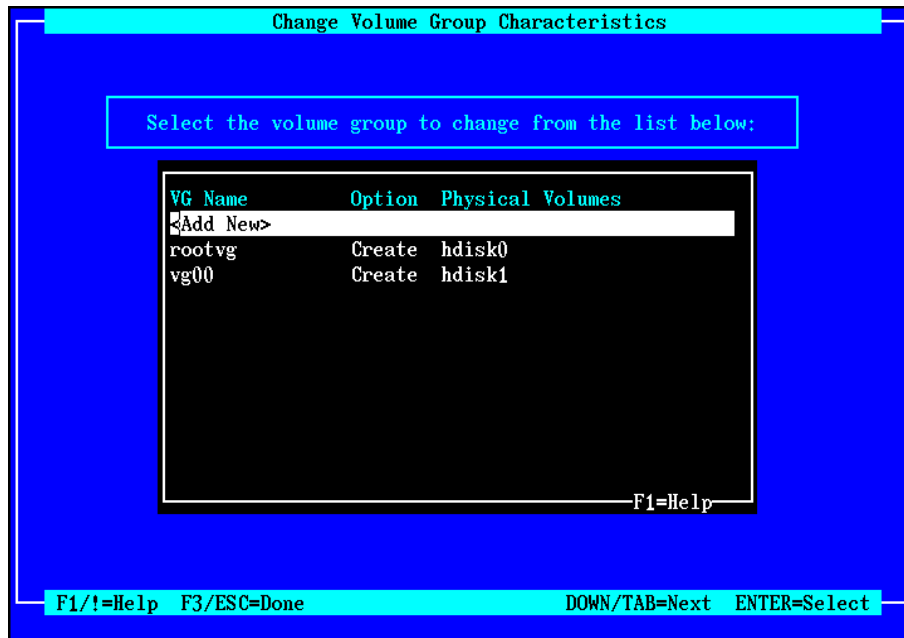 Change Volume Group Characteristics
Select the volume group to change from the list below:
VG Name Option Physical Volumes
<Add New>
rootvg Create hdisk0
vg00 Create hdisk1
F1=Help
F1/!=Help F3/ESC=Done DOWN/TAB=Next ENTER=Select